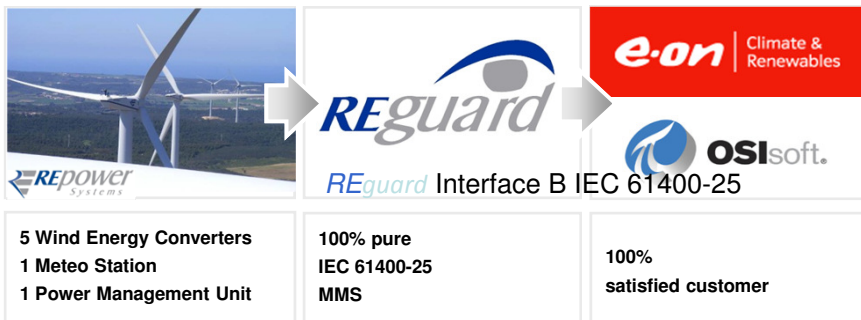 REpower
Systems
REguard
e·on Climate &
Renewables
OSIsoft.
REguard Interface B IEC 61400-25
5 Wind Energy Converters
1 Meteo Station
1 Power Management Unit
100% pure
IEC 61400-25
MMS
100%
satisfied customer